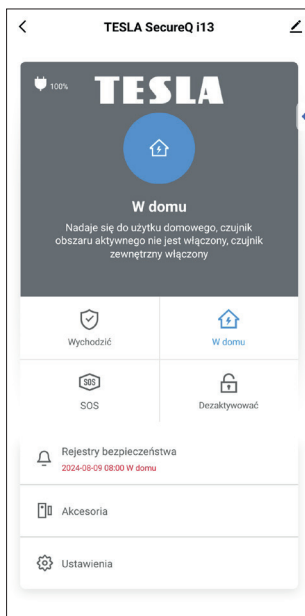 TESLA SecureQ i13
100%
TESLA
W domu
Nadaje się do użytku domowego, czujnik
obszaru aktywnego nie jest włączony, czujnik
zewnętrzny włączony
Wychodzić
W domu
SOS
SOS
Dezaktywować
Rejestry bezpieczeństwa
2024-08-09 08:00 W domu
Akcesoria
Ustawienia